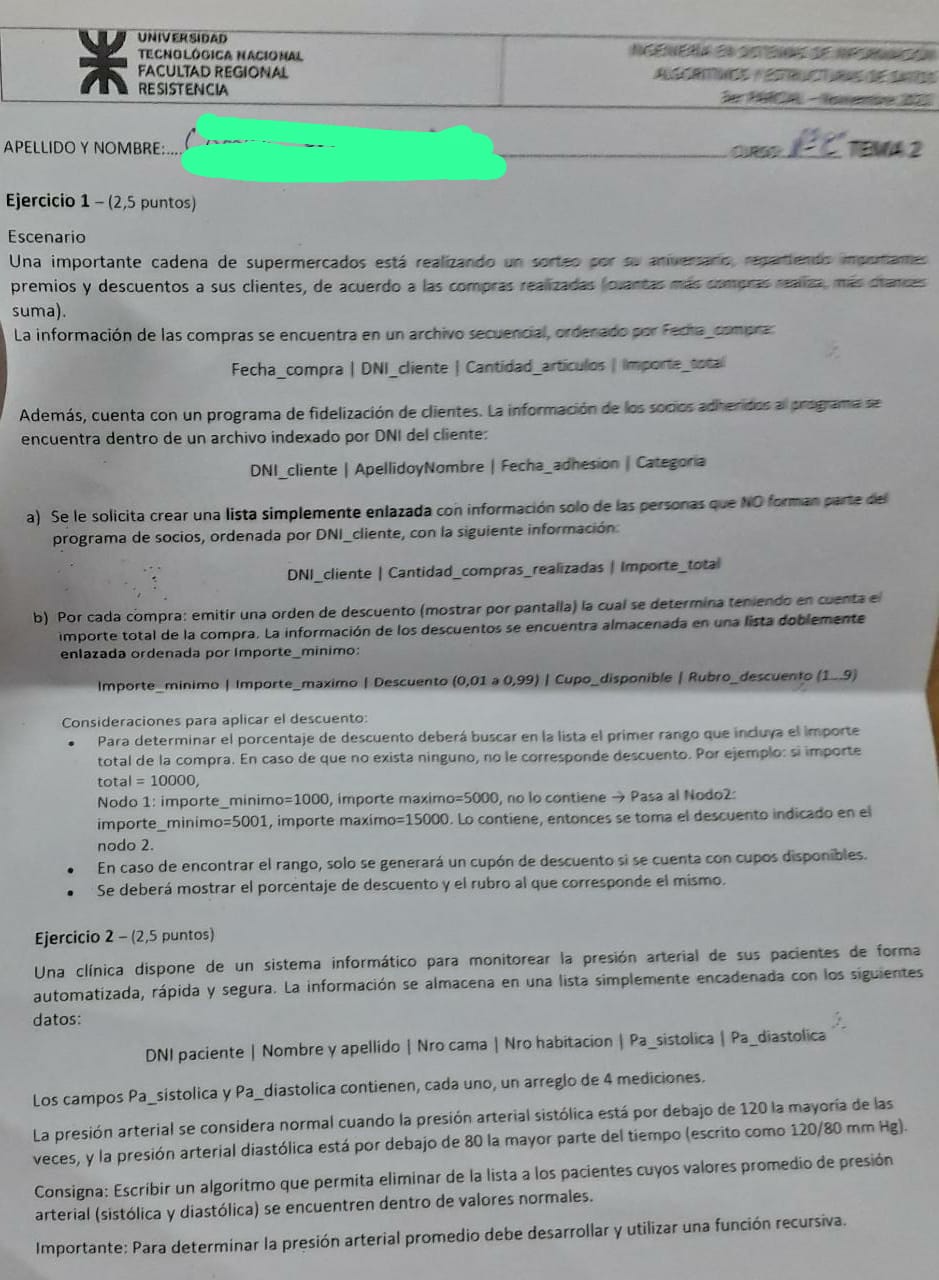 UNIVERSIDAD
TECNOLÓGICA NACIONAL
FACULTAD REGIONAL
RESISTENCIA
INGENIERÍA EN SISTEMAS DE INFORMACIÓN
ALGORITMOS Y ESTRUCTURAS DE DATOS
3er PARCIAL – Noviembre
APELLIDO Y NOMBRE:....
CURSO: TEMA 2
Ejercicio 1 – (2,5 puntos)
Escenario
Una importante cadena de supermercados está realizando un sorteo por su aniversario, repartiendo importantes
premios y descuentos a sus clientes, de acuerdo a las compras realizadas (cuantas más compras realiza, más chances
suma).
La información de las compras se encuentra en un archivo secuencial, ordenado por Fecha_compra:
Fecha_compra | DNI_cliente | Cantidad_articulos | Importe_total
Además, cuenta con un programa de fidelización de clientes. La información de los socios adheridos al programa se
encuentra dentro de un archivo indexado por DNI del cliente:
DNI_cliente | ApellidoyNombre | Fecha_adhesion | Categoria
a) Se le solicita crear una lista simplemente enlazada con información solo de las personas que NO forman parte del
programa de socios, ordenada por DNI_cliente, con la siguiente información:
DNI_cliente | Cantidad_compras_realizadas | Importe_total
b) Por cada compra: emitir una orden de descuento (mostrar por pantalla) la cual se determina teniendo en cuenta el
importe total de la compra. La información de los descuentos se encuentra almacenada en una lista doblemente
enlazada ordenada por Importe_minimo:
Importe_minimo | Importe_maximo | Descuento (0,01 a 0,99) | Cupo_disponible | Rubro_descuento (1...9)
Consideraciones para aplicar el descuento:
• Para determinar el porcentaje de descuento deberá buscar en la lista el primer rango que incluya el importe
total de la compra. En caso de que no exista ninguno, no le corresponde descuento. Por ejemplo: si importe
total = 10000,
Nodo 1: importe_minimo=1000, importe maximo=5000, no lo contiene → Pasa al Nodo2:
importe_minimo=5001, importe maximo=15000. Lo contiene, entonces se toma el descuento indicado en el
nodo 2.
• En caso de encontrar el rango, solo se generará un cupón de descuento si se cuenta con cupos disponibles.
• Se deberá mostrar el porcentaje de descuento y el rubro al que corresponde el mismo.
Ejercicio 2 – (2,5 puntos)
Una clínica dispone de un sistema informático para monitorear la presión arterial de sus pacientes de forma
automatizada, rápida y segura. La información se almacena en una lista simplemente encadenada con los siguientes
datos:
DNI paciente | Nombre y apellido | Nro cama | Nro habitacion | Pa_sistolica | Pa_diastolica
Los campos Pa_sistolica y Pa_diastolica contienen, cada uno, un arreglo de 4 mediciones.
La presión arterial se considera normal cuando la presión arterial sistólica está por debajo de 120 la mayoría de las
veces, y la presión arterial diastólica está por debajo de 80 la mayor parte del tiempo (escrito como 120/80 mm Hg).
Consigna: Escribir un algoritmo que permita eliminar de la lista a los pacientes cuyos valores promedio de presión
arterial (sistólica y diastólica) se encuentren dentro de valores normales.
Importante: Para determinar la presión arterial promedio debe desarrollar y utilizar una función recursiva.